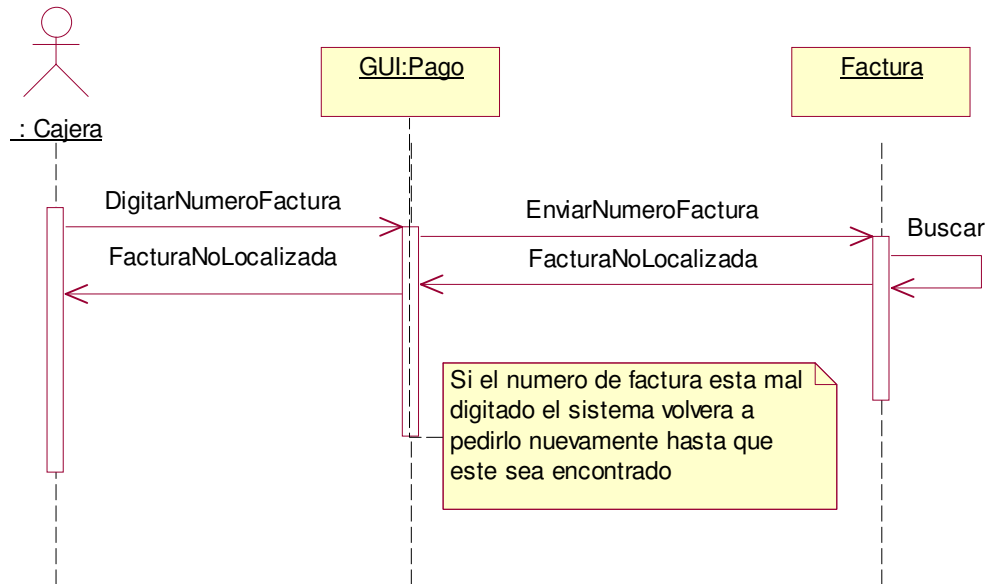 GUI:Pago
Factura
: Cajera
DigitarNumeroFactura
EnviarNumeroFactura
Buscar
FacturaNoLocalizada
FacturaNoLocalizada
Si el numero de factura esta mal
digitado el sistema volvera a
pedirlo nuevamente hasta que
este sea encontrado